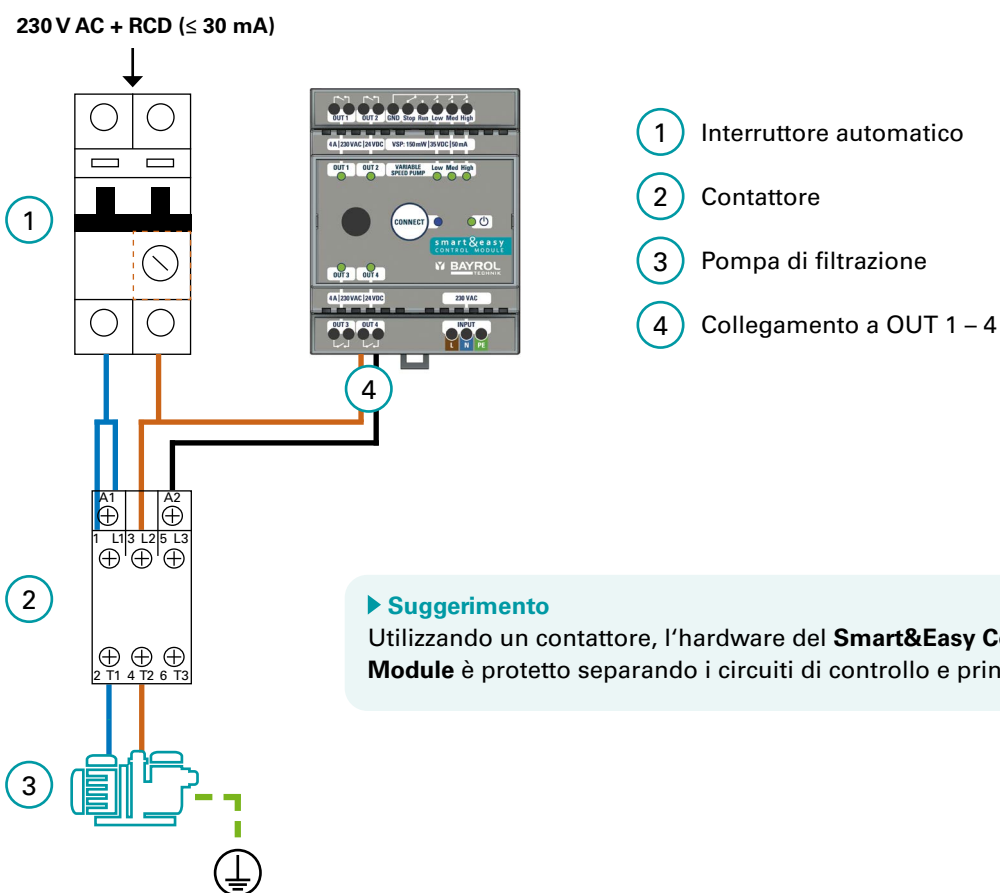 230 V AC + RCD (≤ 30 mA)
OUT 1 OUT 2 GND Stop Run Low Med High
4 A | 230 VAC | 24 VDC VSP: 150 mW | 35 VDC | 50 mA
OUT 1 OUT 2 VARIABLE SPEED PUMP Low Med High
CONNECT
smart&easy
CONTROL MODULE
BAYROL
TECHNIK
OUT 3 OUT 4
4 A | 230 VAC | 24 VDC 230 VAC
OUT 3 OUT 4 INPUT
L N PE
1
2
3
4
1 Interruttore automatico
2 Contattore
3 Pompa di filtrazione
4 Collegamento a OUT 1 – 4
A1 A2
1 L1 3 L2 5 L3
2 T1 4 T2 6 T3
Suggerimento
Utilizzando un contattore, l‘hardware del Smart&Easy Co
Module è protetto separando i circuiti di controllo e prin